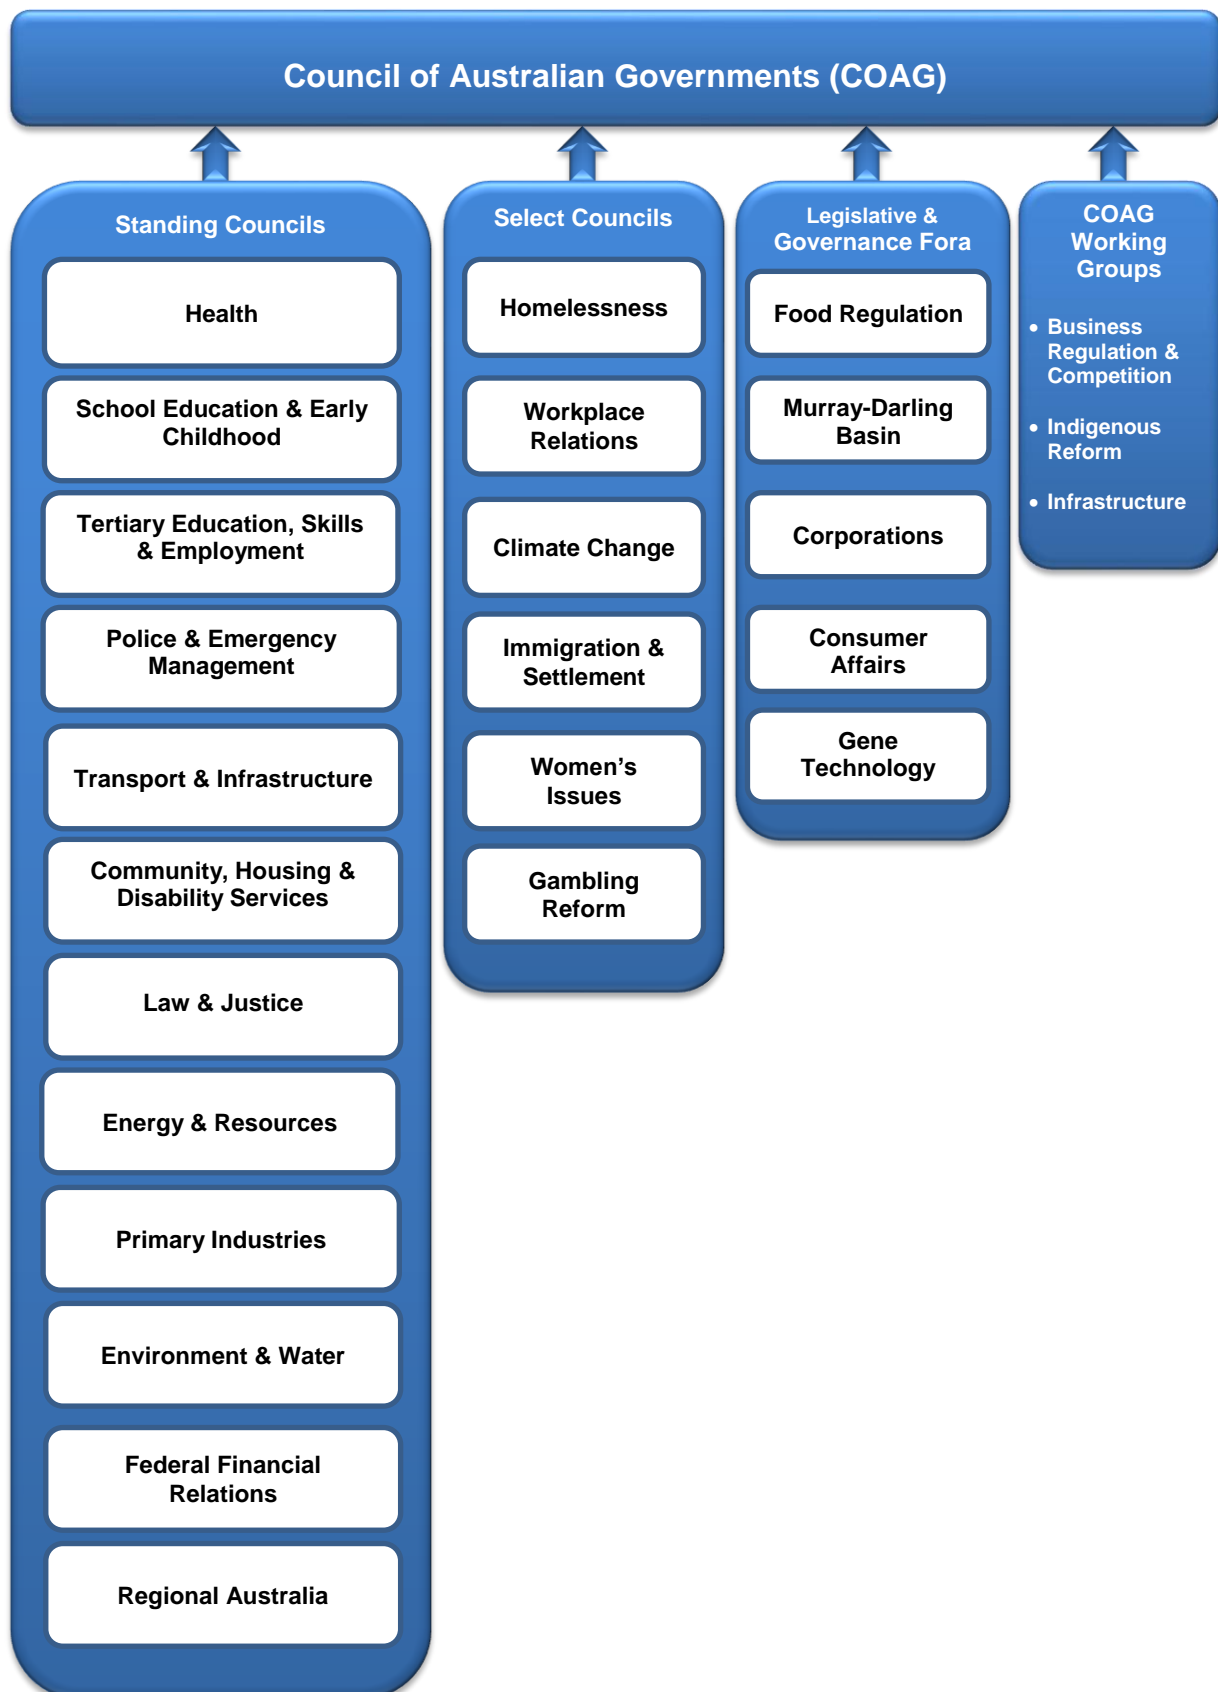 Council of Australian Governments (COAG)
Standing Councils
Health
School Education & Early
Childhood
Tertiary Education, Skills
& Employment
Police & Emergency
Management
Transport & Infrastructure
Community, Housing &
Disability Services
Law & Justice
Energy & Resources
Primary Industries
Environment & Water
Federal Financial
Relations
Regional Australia
Select Councils
Homelessness
Workplace
Relations
Climate Change
Immigration &
Settlement
Women’s
Issues
Gambling
Reform
Legislative &
Governance Fora
Food Regulation
Murray-Darling
Basin
Corporations
Consumer
Affairs
Gene
Technology
COAG
Working
Groups
• Business
Regulation &
Competition
• Indigenous
Reform
• Infrastructure